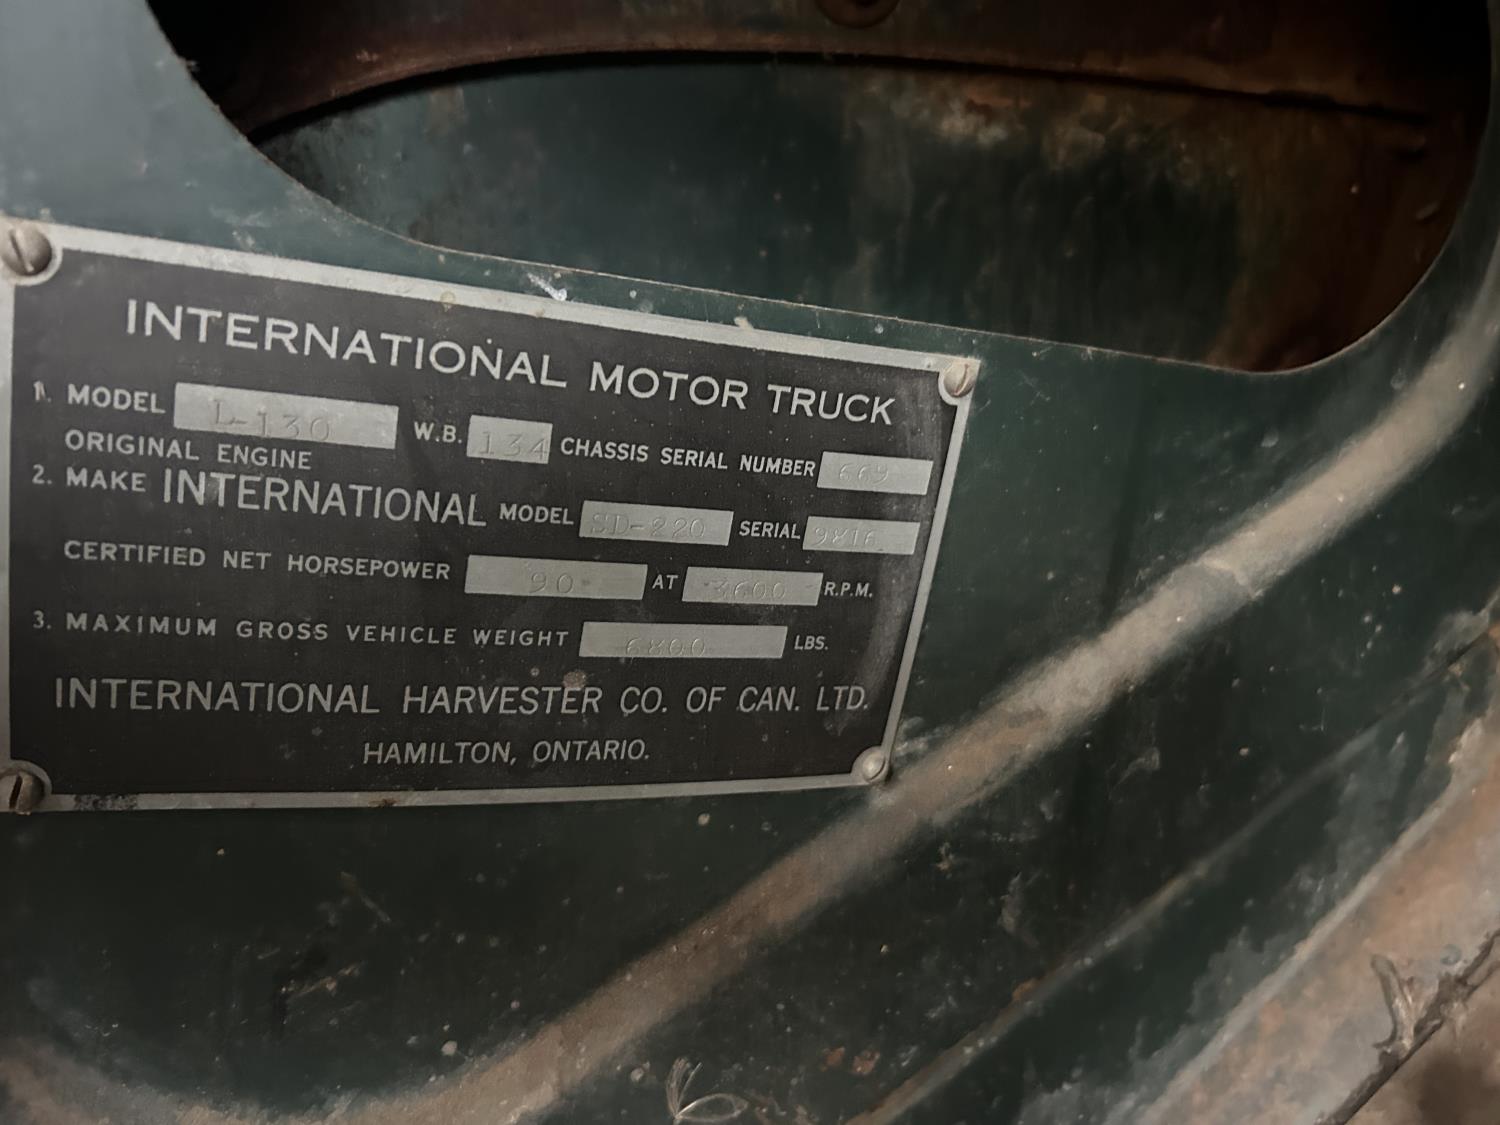 INTERNATIONAL MOTOR TRUCK
1. MODEL L-130 W.B. 134 CHASSIS SERIAL NUMBER 669
ORIGINAL ENGINE
2. MAKE INTERNATIONAL MODEL SD-220 SERIAL
CERTIFIED NET HORSEPOWER 90 AT 3600 R.P.M.
3. MAXIMUM GROSS VEHICLE WEIGHT 6800 LBS.
INTERNATIONAL HARVESTER CO. OF CAN. LTD.
HAMILTON, ONTARIO.